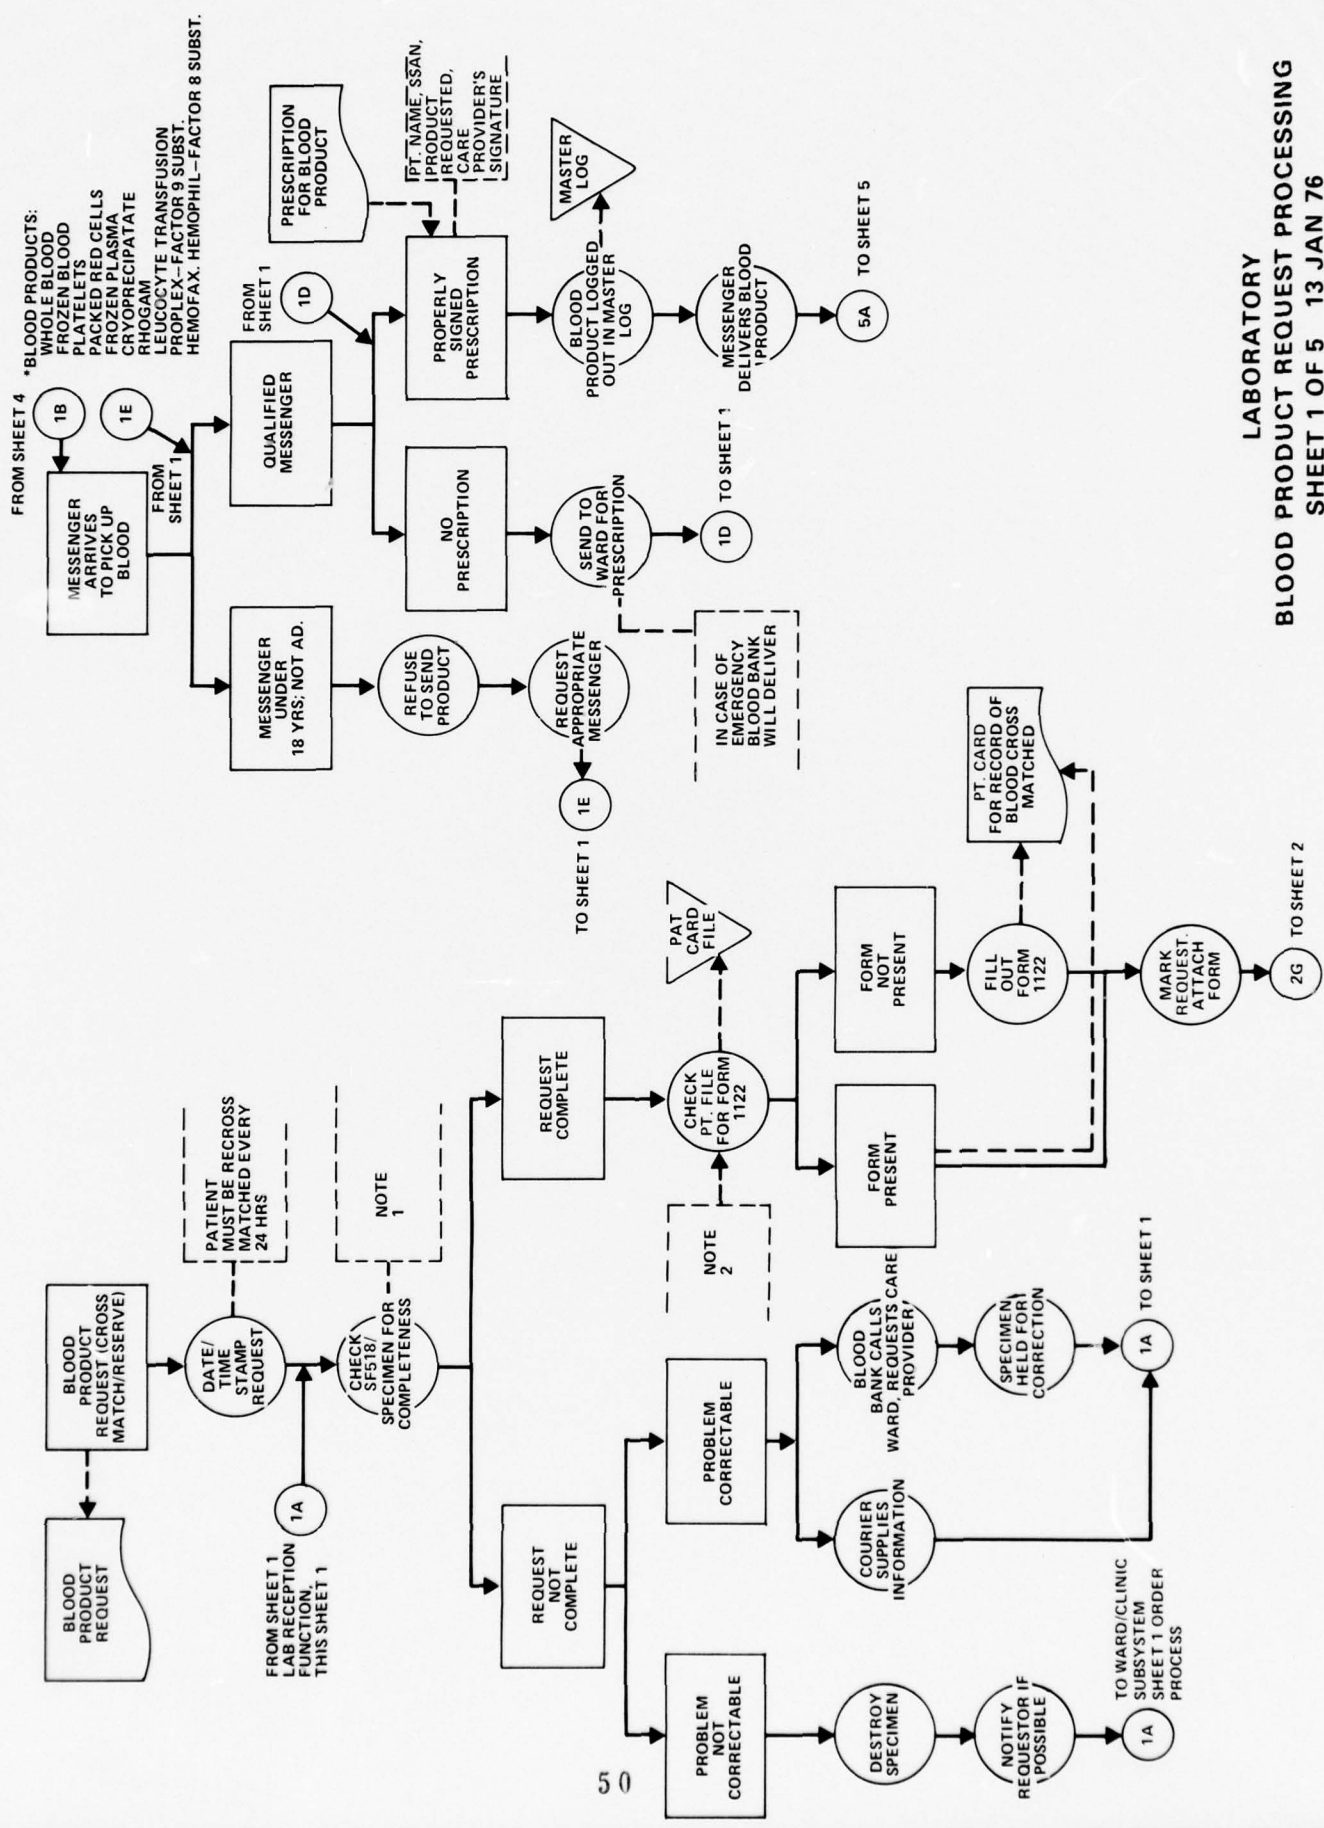 BLOOD
PRODUCT
REQUEST
BLOOD
PRODUCT
REQUEST (CROSS
MATCH/RESERVE)
DATE/
TIME
STAMP
REQUEST
PATIENT
MUST BE RECROSS
MATCHED EVERY
24 HRS
FROM SHEET 1
LAB RECEPTION
FUNCTION,
THIS SHEET 1
1A
CHECK
SF518/
SPECIMEN FOR
COMPLETENESS
NOTE
1
REQUEST
NOT
COMPLETE
REQUEST
COMPLETE
PROBLEM
NOT
CORRECTABLE
PROBLEM
CORRECTABLE
NOTE
2
CHECK
PT. FILE
FOR FORM
1122
PAT
CARD
FILE
DESTROY
SPECIMEN
COURIER
SUPPLIES
INFORMATION
BLOOD
BANK CALLS
WARD, REQUESTS CARE
PROVIDER
FORM
PRESENT
FORM
NOT
PRESENT
NOTIFY
REQUESTOR IF
POSSIBLE
SPECIMEN
HELD FOR
CORRECTION
FILL
OUT
FORM
1122
PT. CARD
FOR RECORD OF
BLOOD CROSS
MATCHED
1A
TO WARD/CLINIC
SUBSYSTEM
SHEET 1 ORDER
PROCESS
1A
TO SHEET 1
MARK
REQUEST.
ATTACH
FORM
2G
TO SHEET 2
FROM SHEET 4
1B
*BLOOD PRODUCTS:
WHOLE BLOOD
FROZEN BLOOD
PLATELETS
PACKED RED CELLS
FROZEN PLASMA
CRYOPRECIPATATE
RHOGAM
LEUCOCYTE TRANSFUSION
PROPLEX–FACTOR 9 SUBST.
HEMOFAX. HEMOPHIL–FACTOR 8 SUBST.
MESSENGER
ARRIVES
TO PICK UP
BLOOD
1E
FROM
SHEET 1
MESSENGER
UNDER
18 YRS; NOT AD.
QUALIFIED
MESSENGER
FROM
SHEET 1
1D
PRESCRIPTION
FOR BLOOD
PRODUCT
REFUSE
TO SEND
PRODUCT
NO
PRESCRIPTION
PROPERLY
SIGNED
PRESCRIPTION
PT. NAME, SSAN,
PRODUCT
REQUESTED,
CARE
PROVIDER'S
SIGNATURE
TO SHEET 1
1E
REQUEST
APPROPRIATE
MESSENGER
SEND TO
WARD FOR
PRESCRIPTION
BLOOD
PRODUCT LOGGED
OUT IN MASTER
LOG
MASTER
LOG
IN CASE OF
EMERGENCY
BLOOD BANK
WILL DELIVER
1D
TO SHEET 1
MESSENGER
DELIVERS BLOOD
PRODUCT
5A
TO SHEET 5
LABORATORY
BLOOD PRODUCT REQUEST PROCESSING
SHEET 1 OF 5 13 JAN 76
50